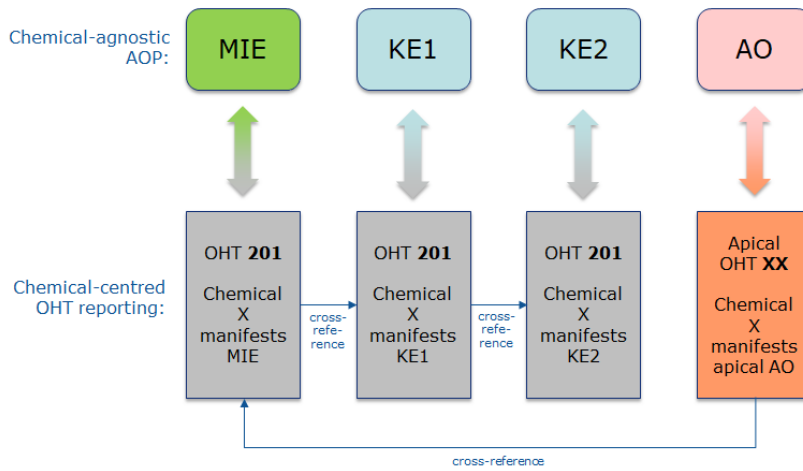 Chemical-agnostic
AOP:
MIE
KE1
KE2
AO
Chemical-centred
OHT reporting:
OHT 201
Chemical
X
manifests
MIE
cross-
refe-
rence
OHT 201
Chemical
X
manifests
KE1
cross-
refe-
rence
OHT 201
Chemical
X
manifests
KE2
Apical
OHT XX
Chemical
X
manifests
apical AO
cross-reference